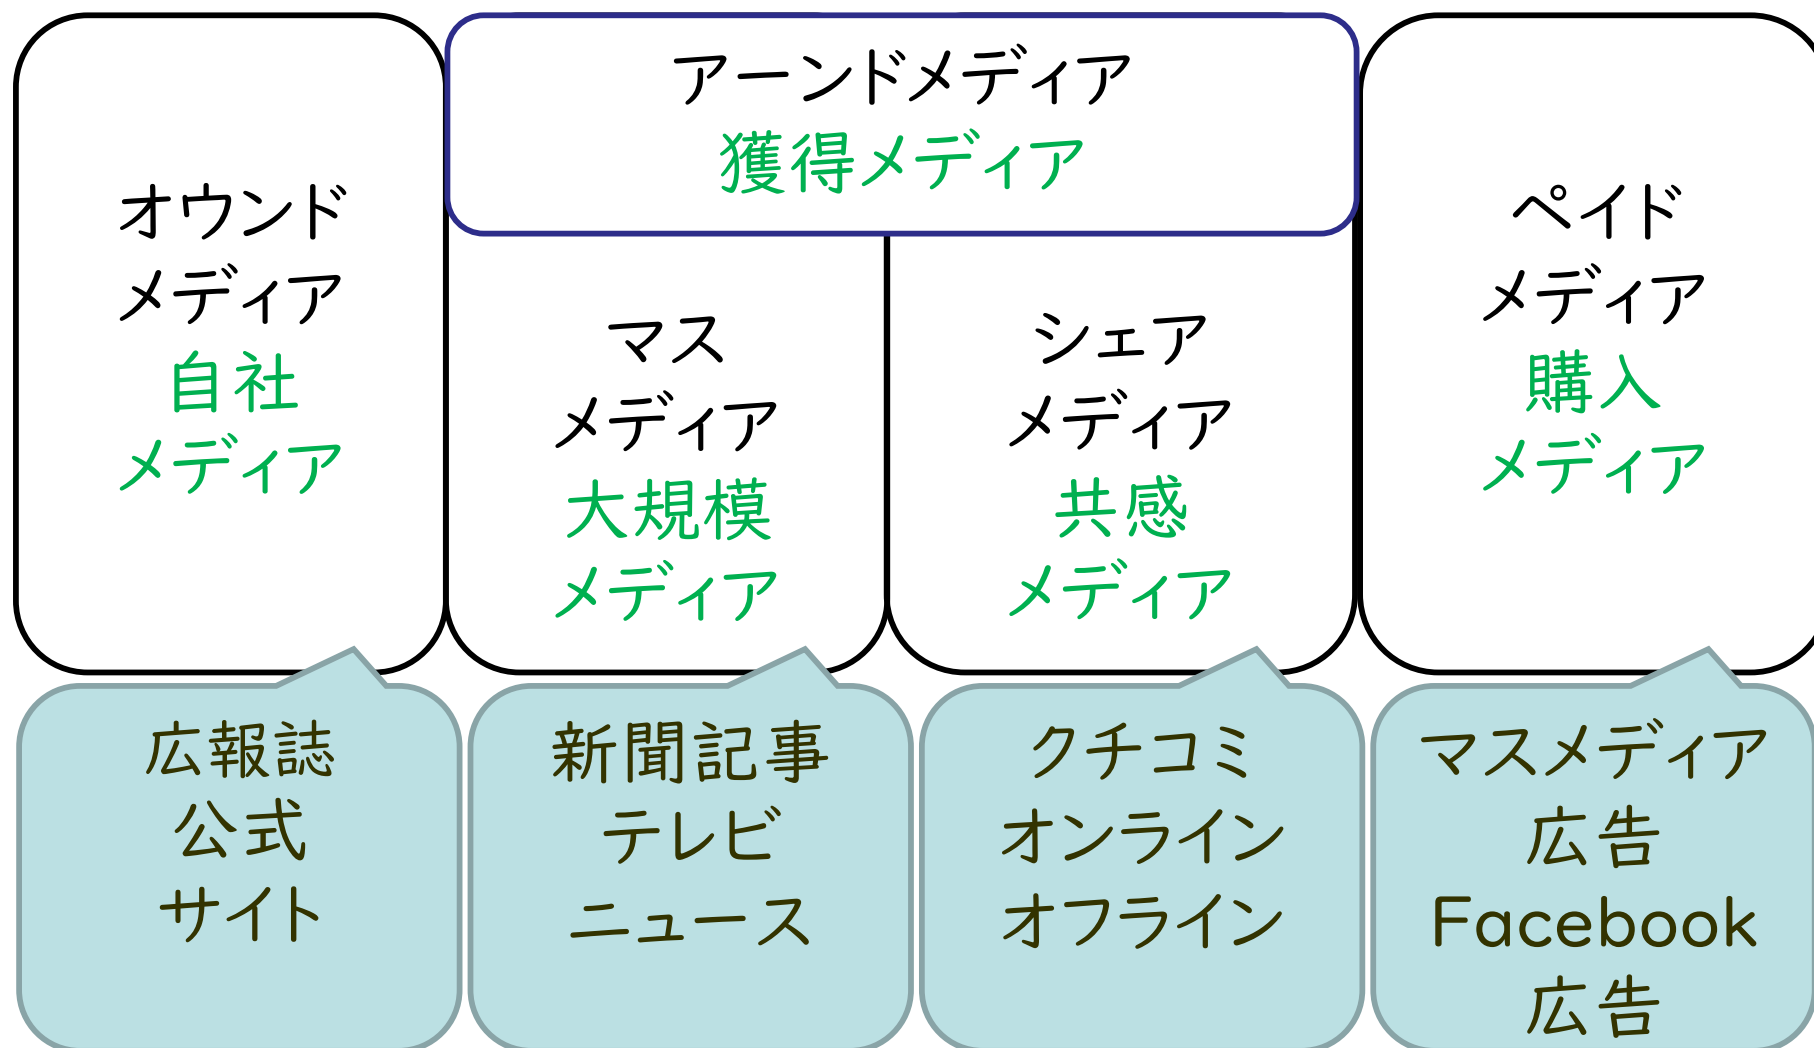 オウンド
メディア
自社
メディア
アーンドメディア
獲得メディア
マス
メディア
大規模
メディア
シェア
メディア
共感
メディア
ペイド
メディア
購入
メディア
広報誌
公式
サイト
新聞記事
テレビ
ニュース
クチコミ
オンライン
オフライン
マスメディア
広告
Facebook
広告